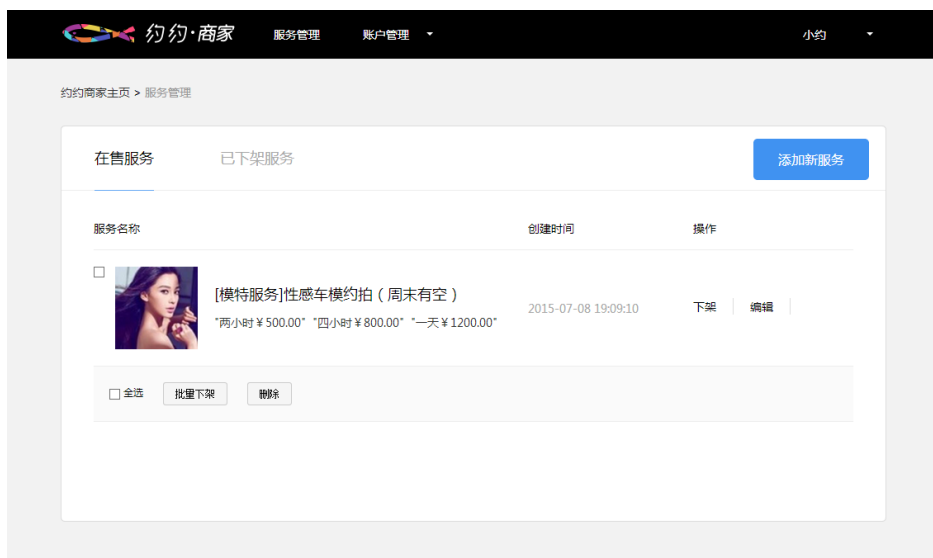 约约·商家 服务管理 账户管理 小约
约约商家主页 > 服务管理
在售服务 已下架服务 添加新服务
服务名称 创建时间 操作
[模特服务]性感车模约拍（周末有空）
"两小时￥500.00" "四小时￥800.00" "一天￥1200.00"
2015-07-08 19:09:10 下架 编辑
全选 批量下架 删除